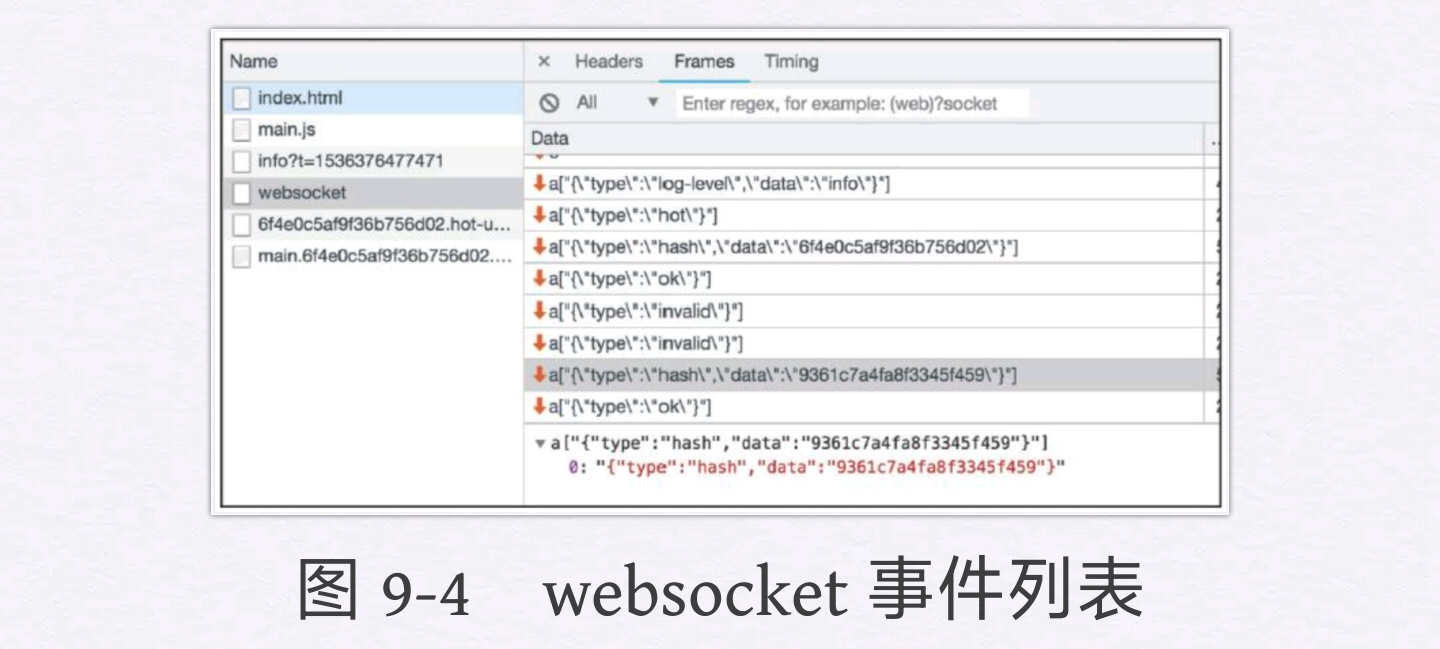 Name
index.html
main.js
info?t=1536376477471
websocket
6f4e0c5af9f36b756d02.hot-u...
main.6f4e0c5af9f36b756d02....
× Headers Frames Timing
All ▼ Enter regex, for example: (web)?socket
Data ..
a["{\"type\":\"log-level\",\"data\":\"info\"}"]
a["{\"type\":\"hot\"}"]
a["{\"type\":\"hash\",\"data\":\"6f4e0c5af9f36b756d02\"}"]
a["{\"type\":\"ok\"}"]
a["{\"type\":\"invalid\"}"]
a["{\"type\":\"invalid\"}"]
a["{\"type\":\"hash\",\"data\":\"9361c7a4fa8f3345f459\"}"]
a["{\"type\":\"ok\"}"]
▼ a["{"type":"hash","data":"9361c7a4fa8f3345f459"}"]
0: "{"type":"hash","data":"9361c7a4fa8f3345f459"}"
图 9-4 websocket 事件列表